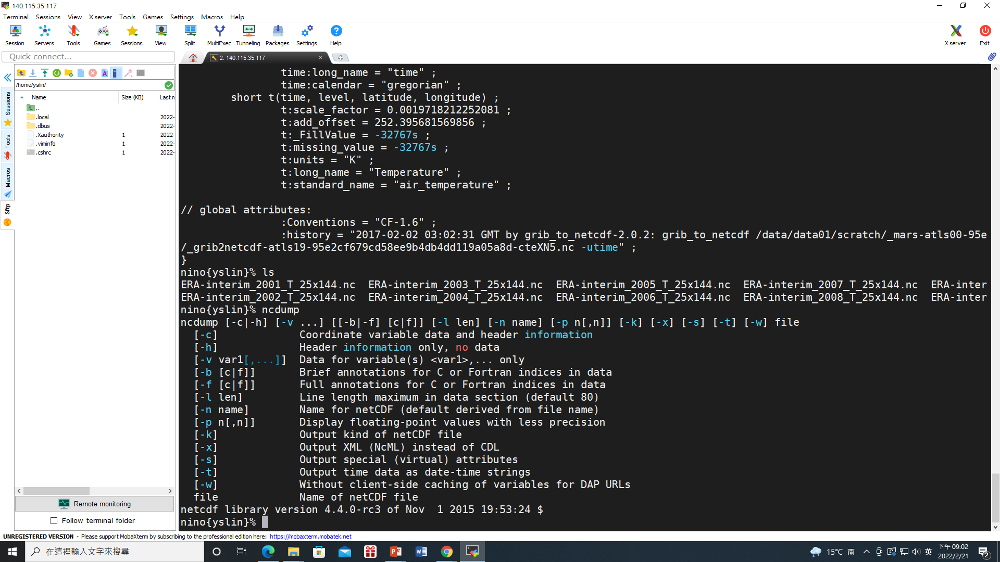 140.115.35.117
Terminal Sessions View X server Tools Games Settings Macros Help
Session Servers Tools Games Sessions View Split MultiExec Tunneling Packages Settings Help X server Exit
Quick connect...
2. 140.115.35.117
/home/yslin/
Name Size (KB) Last m
..
.local 2022-
.dbus 2022-
.Xauthority 1 2022-
.viminfo 1 2022-
.cshrc 1 2022-
Sessions
Tools
Macros
Sftp
Remote monitoring
Follow terminal folder
time:long_name = "time" ;
time:calendar = "gregorian" ;
short t(time, level, latitude, longitude) ;
t:scale_factor = 0.0019718212252081 ;
t:add_offset = 252.395681569856 ;
t:_FillValue = -32767s ;
t:missing_value = -32767s ;
t:units = "K" ;
t:long_name = "Temperature" ;
t:standard_name = "air_temperature" ;
// global attributes:
:Conventions = "CF-1.6" ;
:history = "2017-02-02 03:02:31 GMT by grib_to_netcdf-2.0.2: grib_to_netcdf /data/data01/scratch/_mars-atls00-95e
/_grib2netcdf-atls19-95e2cf679cd58ee9b4db4dd119a05a8d-cteXN5.nc -utime" ;
}
nino{yslin}% ls
ERA-interim_2001_T_25x144.nc ERA-interim_2003_T_25x144.nc ERA-interim_2005_T_25x144.nc ERA-interim_2007_T_25x144.nc ERA-inter
ERA-interim_2002_T_25x144.nc ERA-interim_2004_T_25x144.nc ERA-interim_2006_T_25x144.nc ERA-interim_2008_T_25x144.nc ERA-inter
nino{yslin}% ncdump
ncdump [-c|-h] [-v ...] [[-b|-f] [c|f]] [-l len] [-n name] [-p n[,n]] [-k] [-x] [-s] [-t] [-w] file
[-c] Coordinate variable data and header information
[-h] Header information only, no data
[-v var1[,...]] Data for variable(s) <var1>,... only
[-b [c|f]] Brief annotations for C or Fortran indices in data
[-f [c|f]] Full annotations for C or Fortran indices in data
[-l len] Line length maximum in data section (default 80)
[-n name] Name for netCDF (default derived from file name)
[-p n[,n]] Display floating-point values with less precision
[-k] Output kind of netCDF file
[-x] Output XML (NcML) instead of CDL
[-s] Output special (virtual) attributes
[-t] Output time data as date-time strings
[-w] Without client-side caching of variables for DAP URLs
file Name of netCDF file
netcdf library version 4.4.0-rc3 of Nov  1 2015 19:53:24 $
nino{yslin}%
UNREGISTERED VERSION - Please support MobaXterm by subscribing to the professional edition here: https://mobaxterm.mobatek.net
在這裡輸入文字來搜尋
15°C 雨
英
下午 09:02
2022/2/21
2